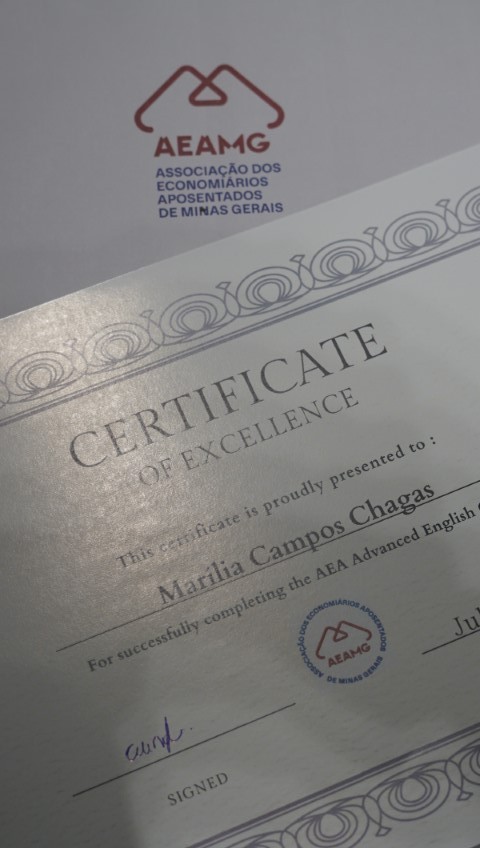 AEAMG
ASSOCIAÇÃO DOS
ECONOMIÁRIOS
APOSENTADOS
DE MINAS GERAIS
CERTIFICATE
OF EXCELLENCE
This certificate is proudly presented to :
Marília Campos Chagas
For successfully completing the AEA Advanced English
ASSOCIAÇÃO DOS ECONOMIÁRIOS APOSENTADOS
AEAMG
DE MINAS GERAIS
SIGNED